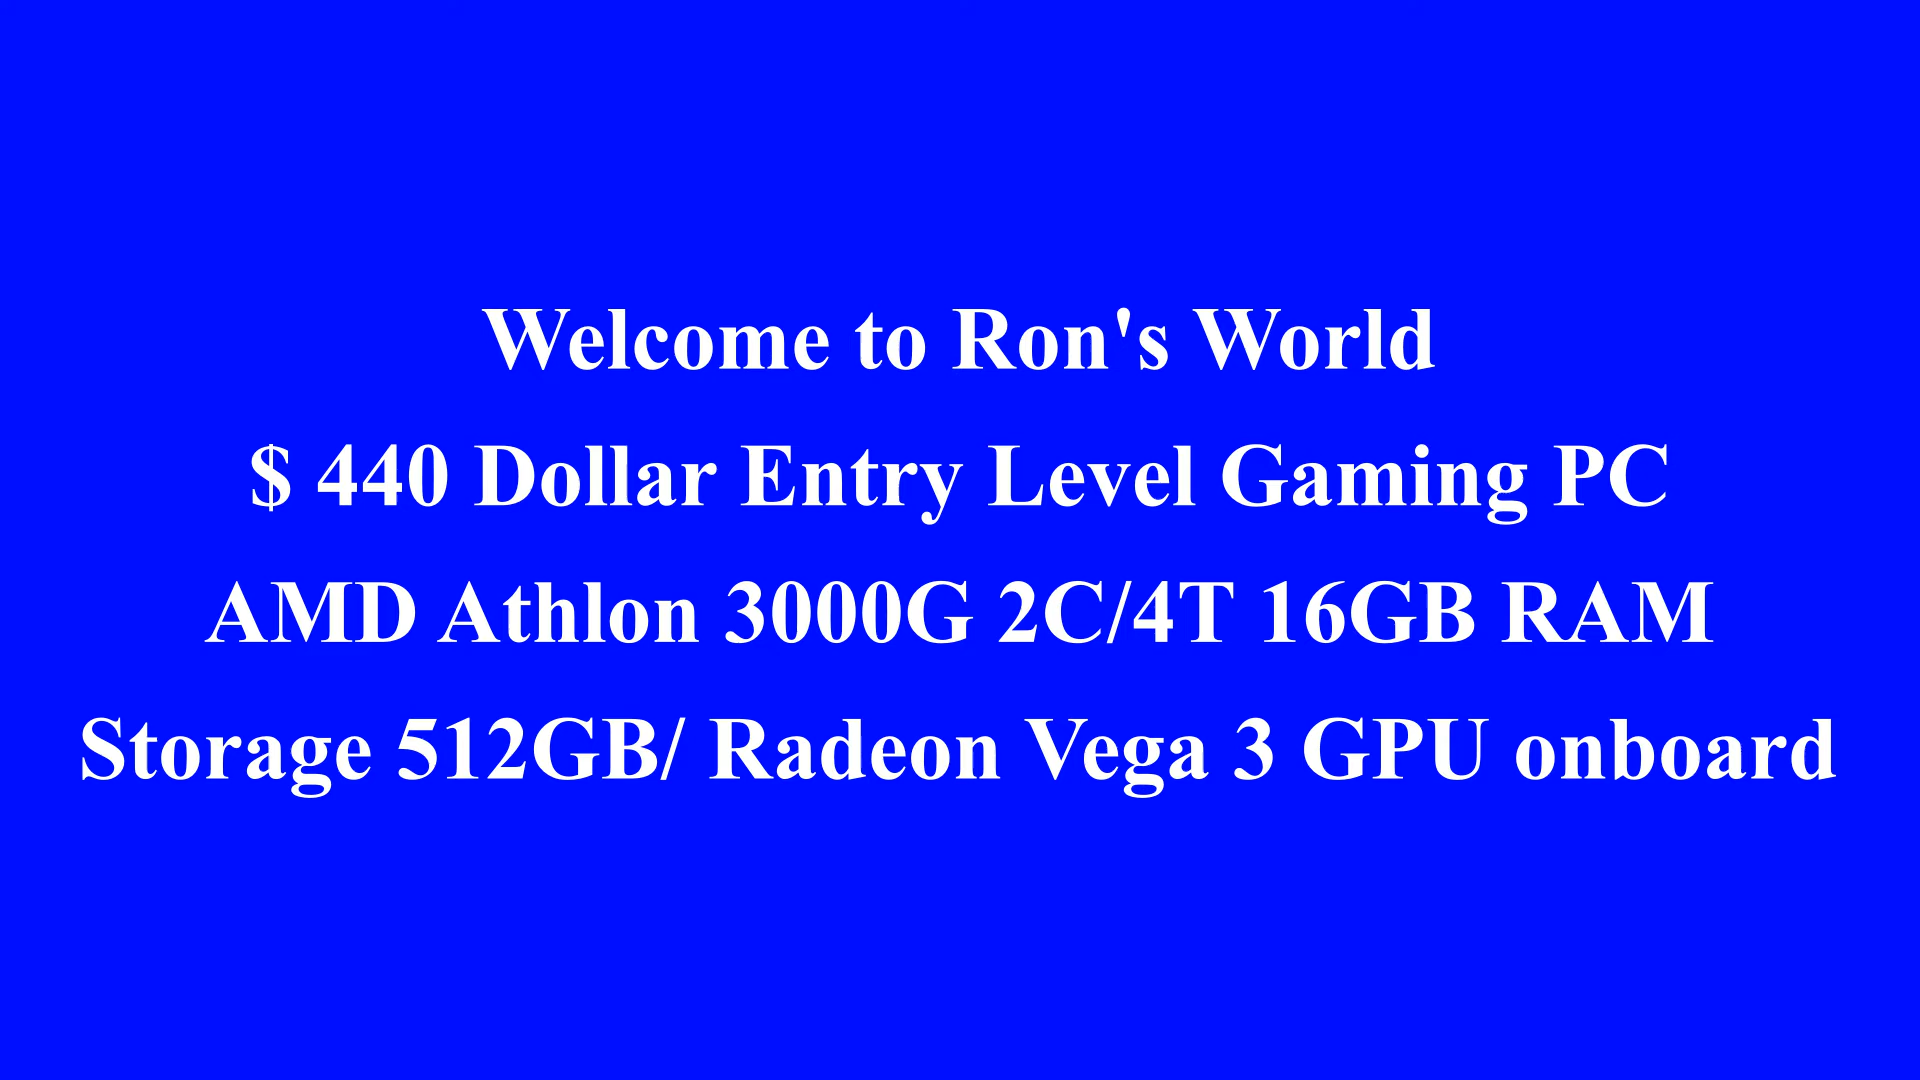 Welcome to Ron's World
$ 440 Dollar Entry Level Gaming PC
AMD Athlon 3000G 2C/4T 16GB RAM
Storage 512GB/ Radeon Vega 3 GPU onboard